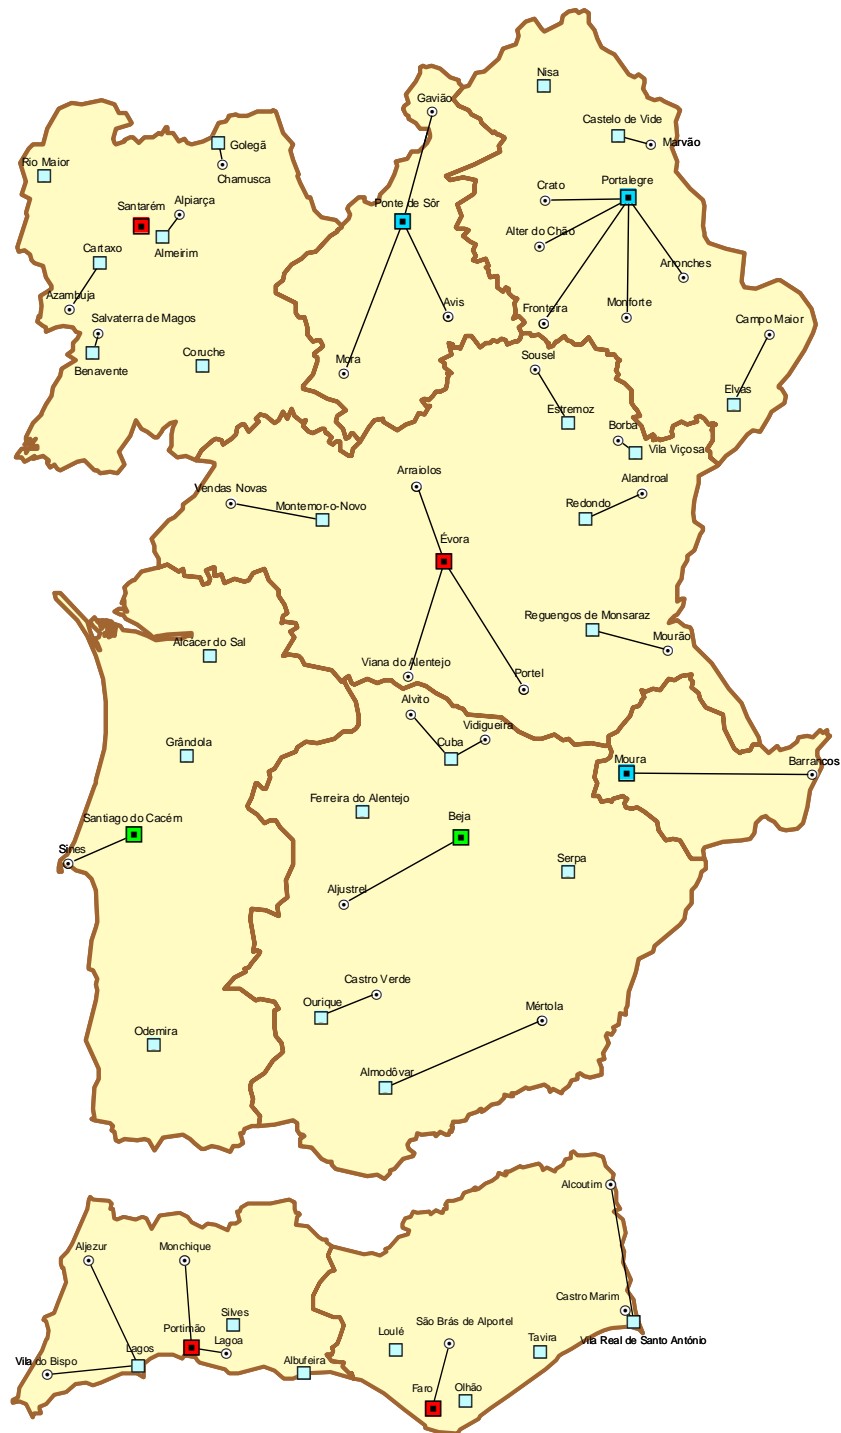 Nisa
Gavião
Castelo de Vide
Marvão
Golegã
Rio Maior
Chamusca
Portalegre
Crato
Alpiarça
Santarém
Ponte de Sôr
Alter do Chão
Almeirim
Cartaxo
Arronches
Azambuja
Avis
Fronteira
Monforte
Salvaterra de Magos
Campo Maior
Coruche
Mora
Sousel
Benavente
Elvas
Estremoz
Borba
Vila Viçosa
Arraiolos
Alandroal
Vendas Novas
Montemor-o-Novo
Redondo
Évora
Reguengos de Monsaraz
Mourão
Alcácer do Sal
Viana do Alentejo
Portel
Alvito
Vidigueira
Grândola
Cuba
Moura
Barrancos
Ferreira do Alentejo
Santiago do Cacém
Beja
Sines
Serpa
Aljustrel
Castro Verde
Ourique
Mértola
Odemira
Almodôvar
Alcoutim
Aljezur
Monchique
Castro Marim
Silves
São Brás de Alportel
Portimão
Loulé
Tavira
Vila Real de Santo António
Lagoa
Lagos
Vila do Bispo
Albufeira
Faro
Olhão